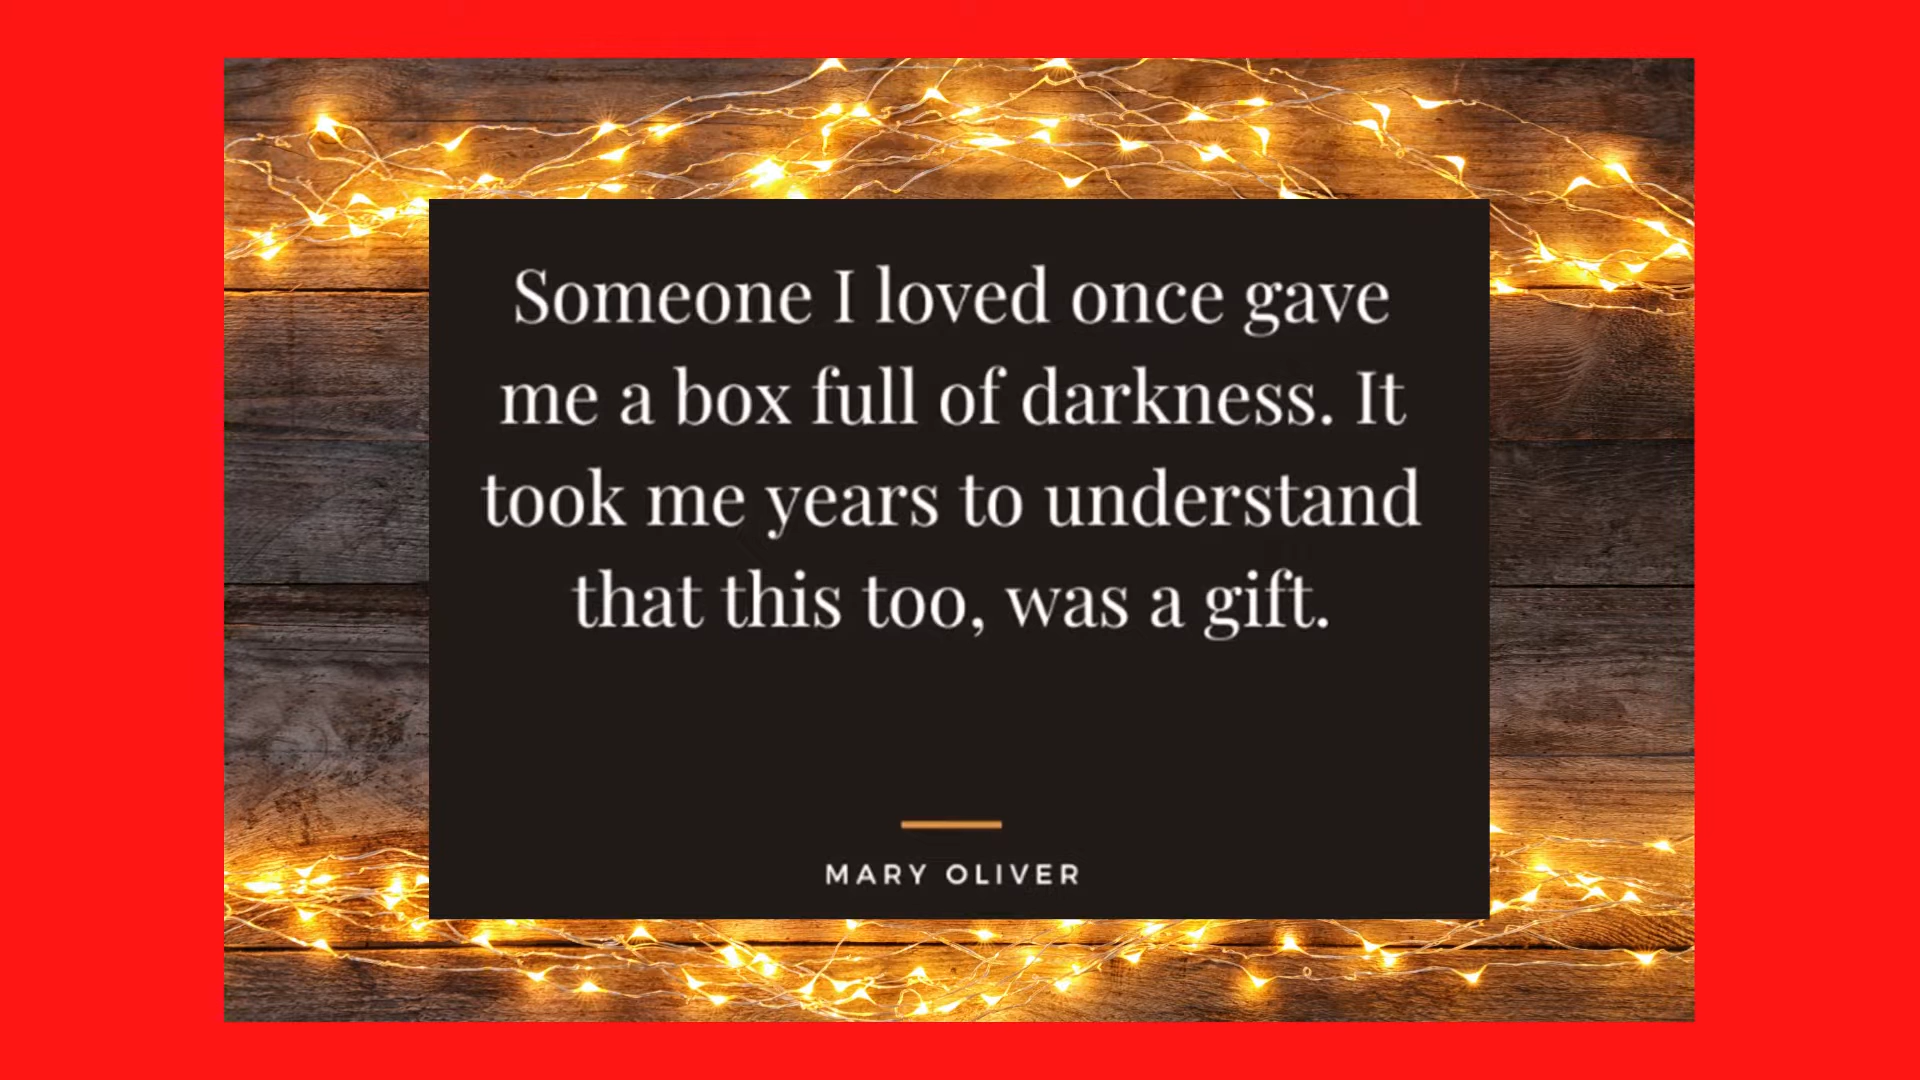 Someone I loved once gave
me a box full of darkness. It
took me years to understand
that this too, was a gift.
MARY OLIVER